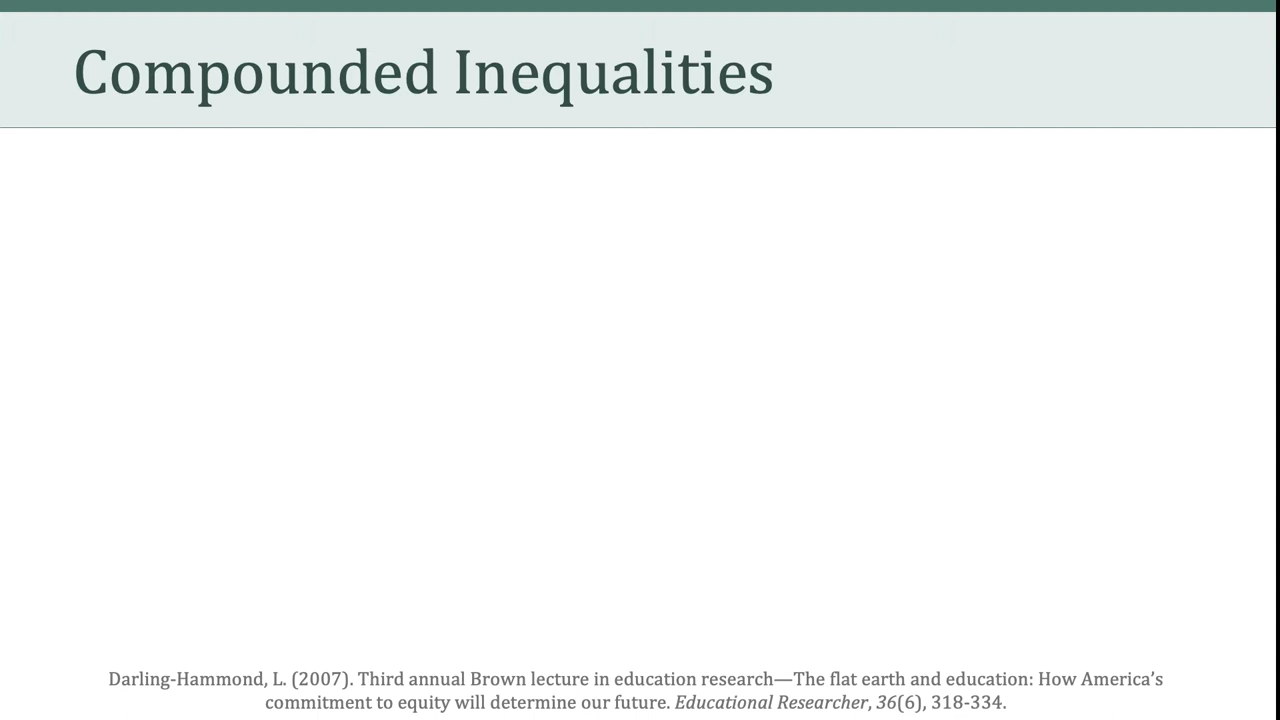 Compounded Inequalities
Darling-Hammond, L. (2007). Third annual Brown lecture in education research—The flat earth and education: How America’s
commitment to equity will determine our future. Educational Researcher, 36(6), 318-334.